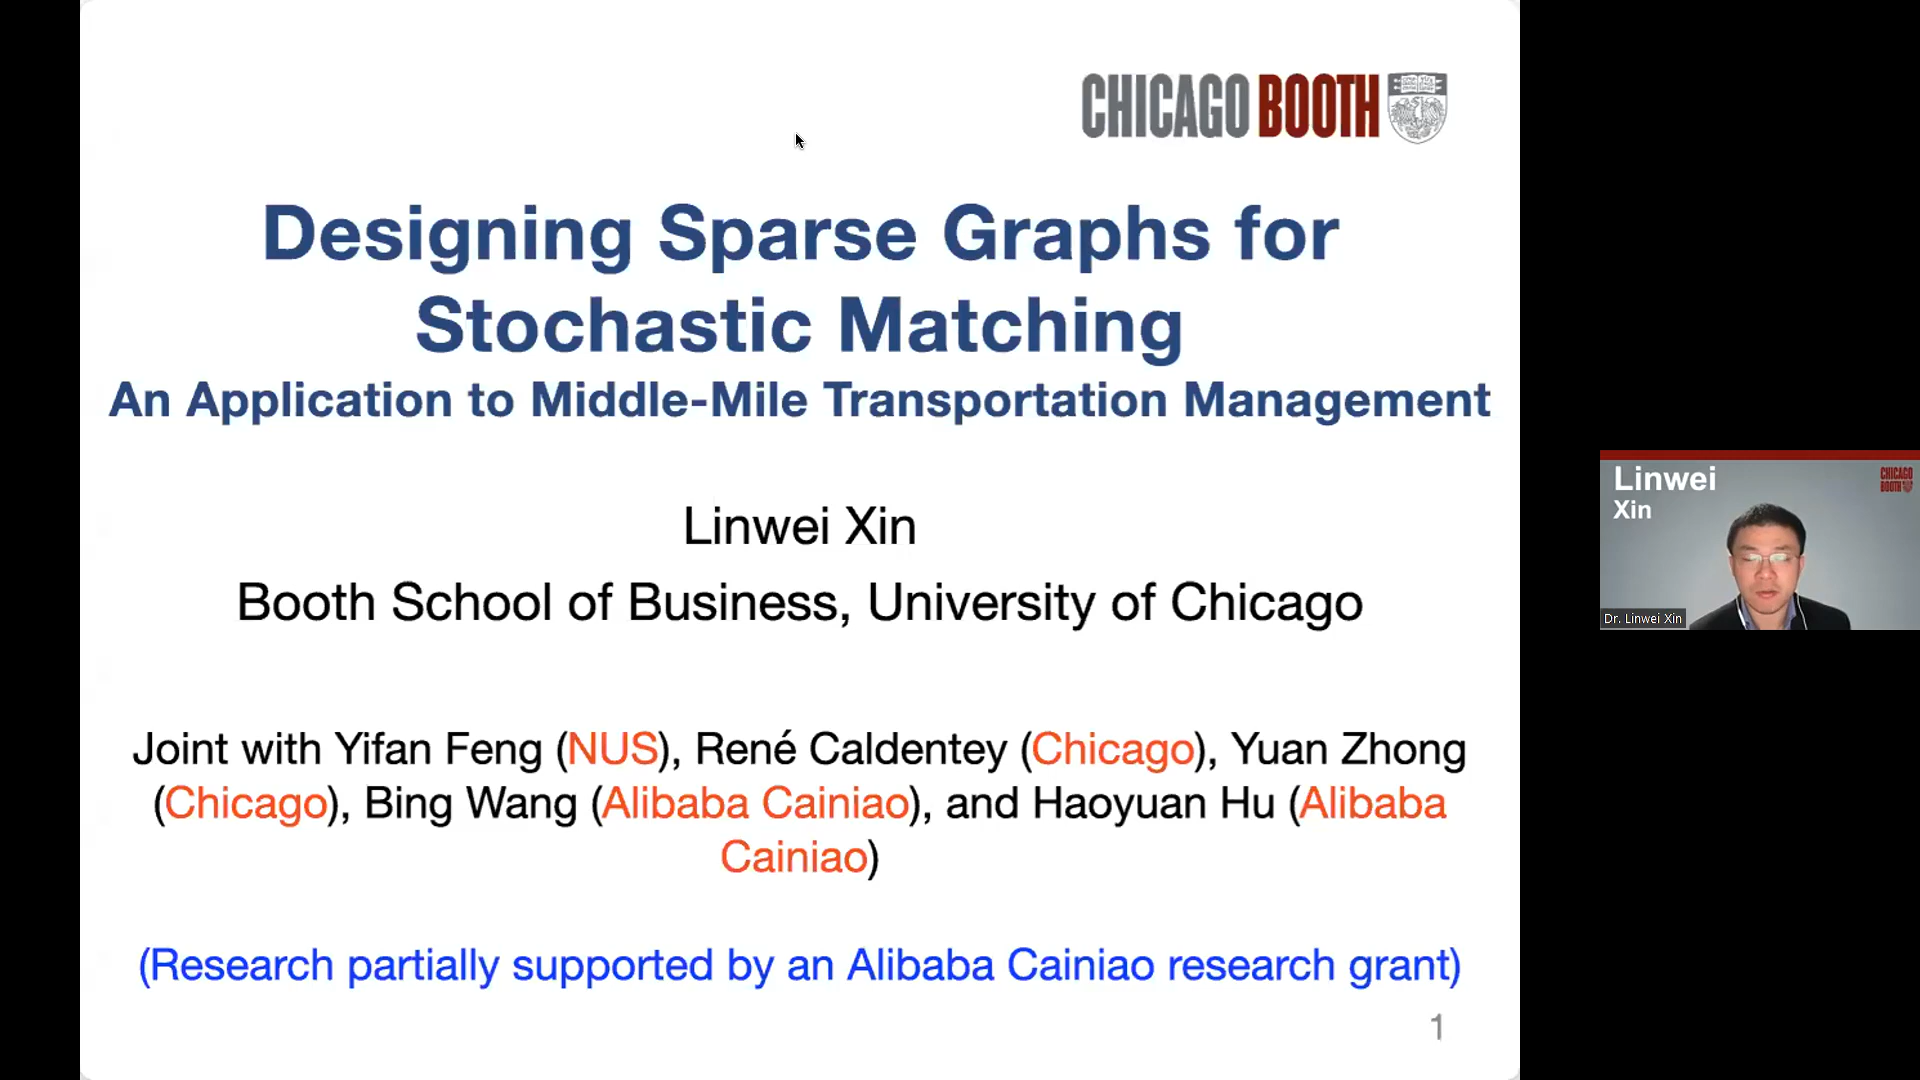 CHICAGO BOOTH
Designing Sparse Graphs for
Stochastic Matching
An Application to Middle-Mile Transportation Management
Linwei Xin
Booth School of Business, University of Chicago
Joint with Yifan Feng (NUS), René Caldentey (Chicago), Yuan Zhong
(Chicago), Bing Wang (Alibaba Cainiao), and Haoyuan Hu (Alibaba
Cainiao)
(Research partially supported by an Alibaba Cainiao research grant)
1
Linwei
Xin
CHICAGO
BOOTH
Dr. Linwei Xin